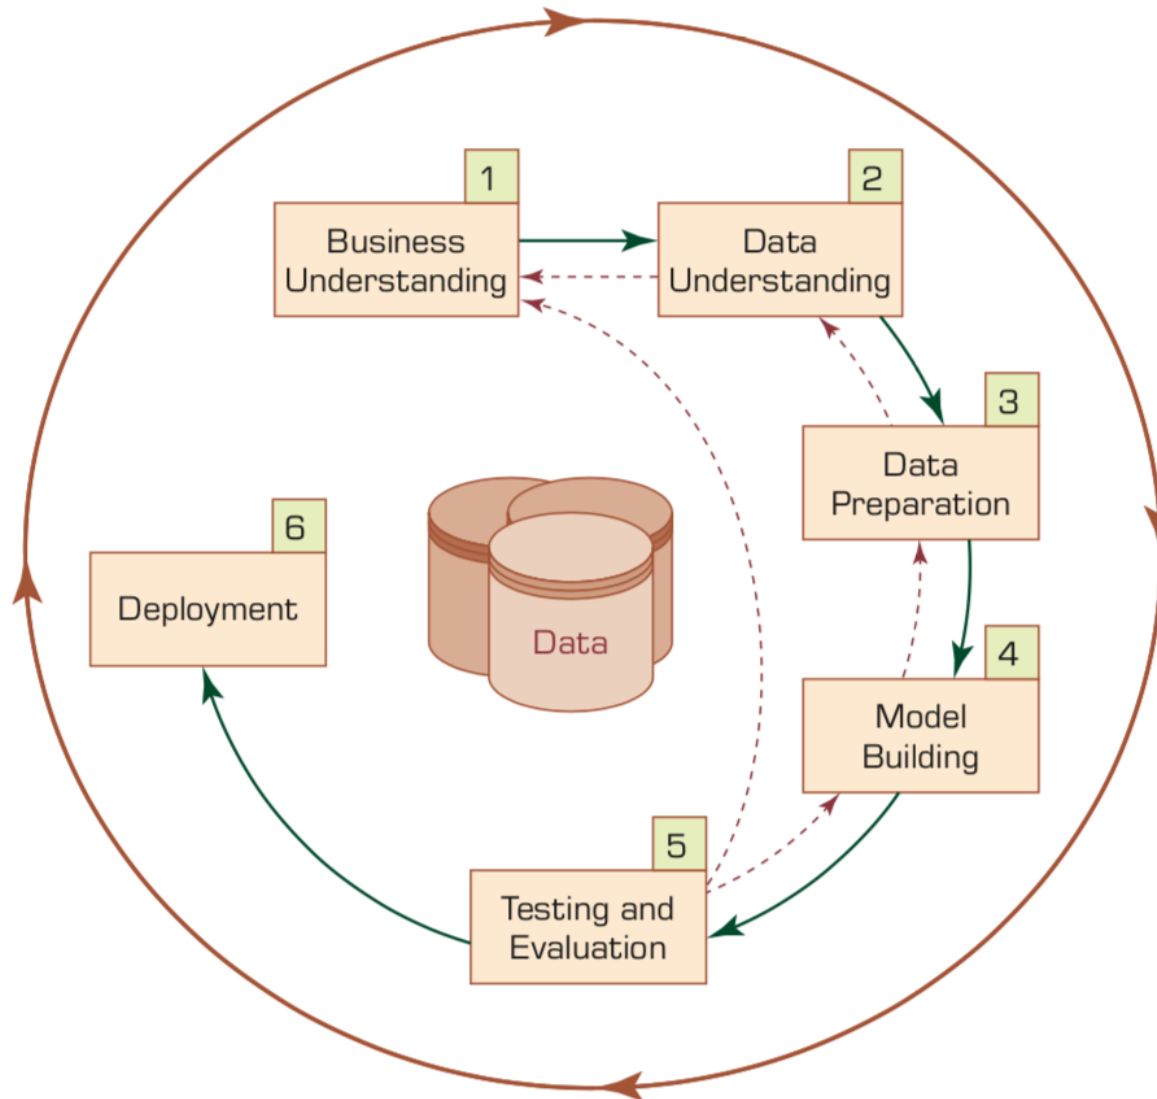 1
Business
Understanding
2
Data
Understanding
3
Data
Preparation
4
Model
Building
5
Testing and
Evaluation
6
Deployment
Data